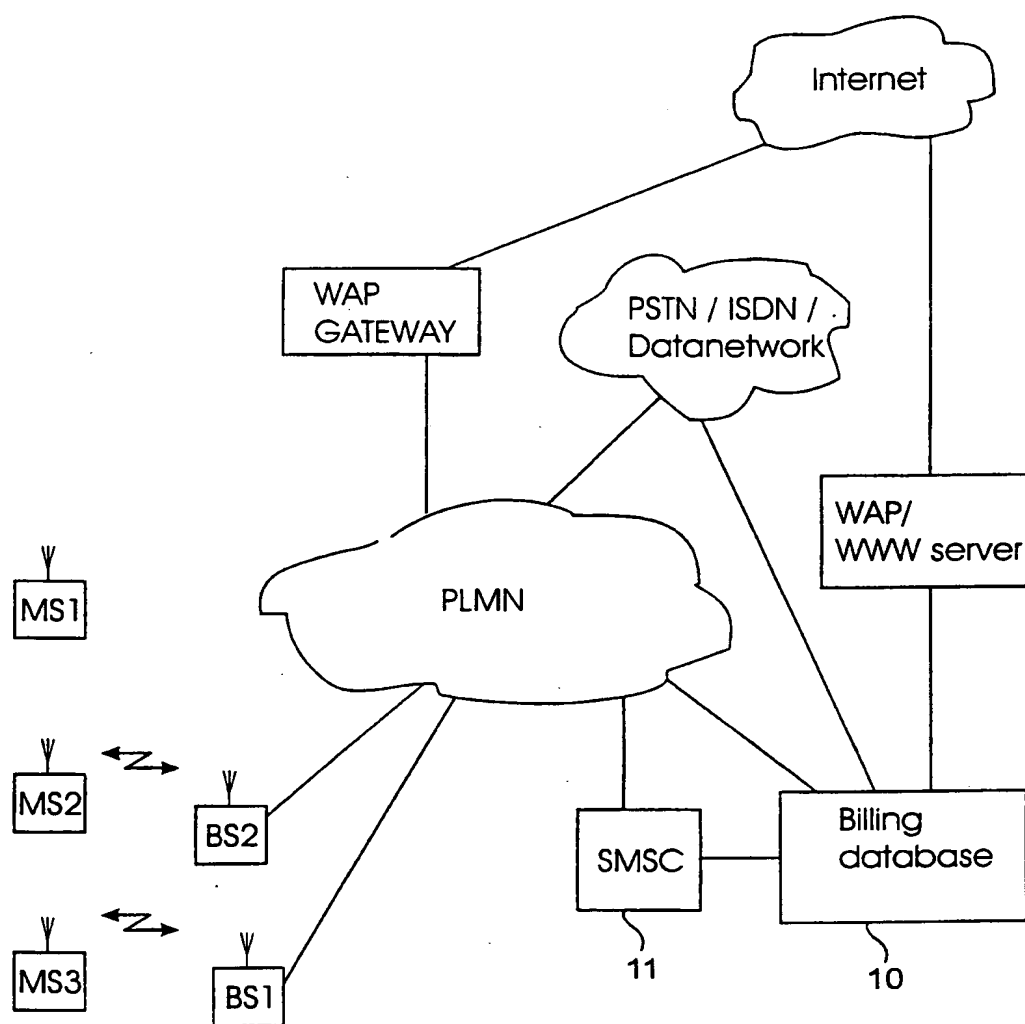 Internet
WAP
GATEWAY
PSTN / ISDN /
Datanetwork
WAP/
WWW server
PLMN
MS1
MS2
BS2
SMSC
Billing
database
MS3
BS1
11
10